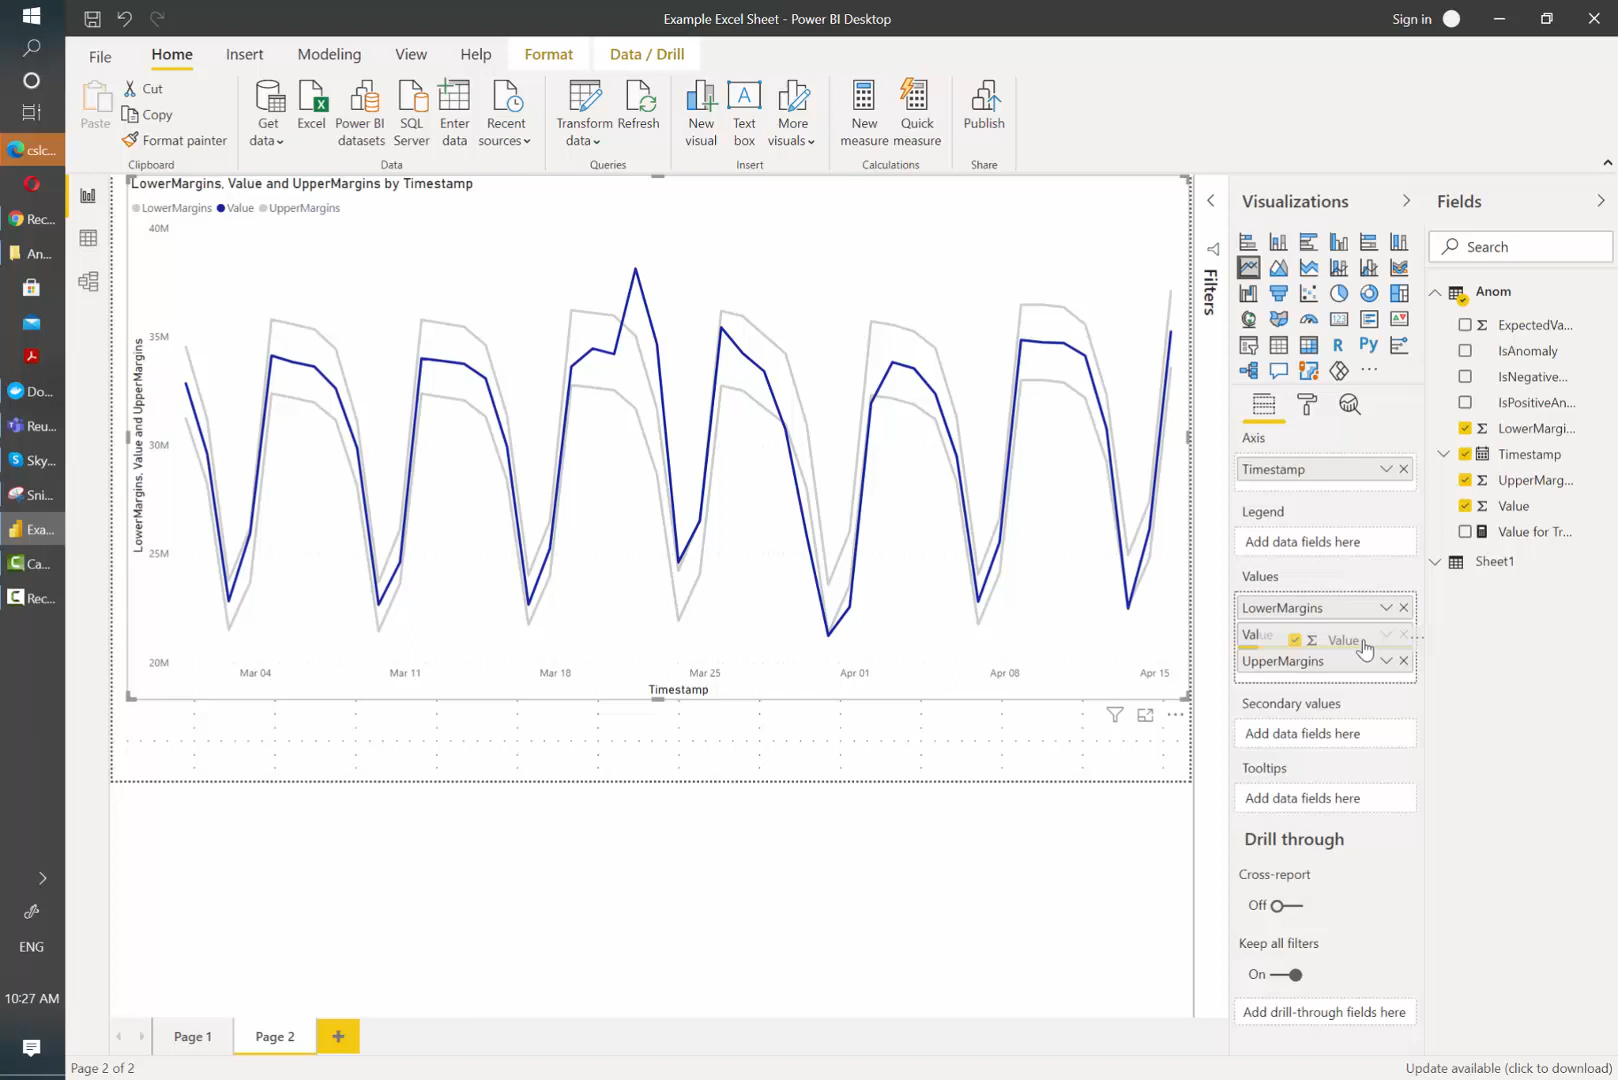 Example Excel Sheet - Power BI Desktop
Sign in
File
Home
Insert
Modeling
View
Help
Format
Data / Drill
Paste
Cut
Copy
Format painter
Clipboard
Get data
Excel
Power BI datasets
SQL Server
Enter data
Recent sources
Data
Transform data
Refresh
Queries
New visual
Text box
More visuals
Insert
New measure
Quick measure
Calculations
Publish
Share
cslc...
Rec...
An...
Do...
Reu...
Sky...
Sni...
Exa...
Ca...
Rec...
ENG
10:27 AM
LowerMargins, Value and UpperMargins by Timestamp
LowerMargins Value UpperMargins
40M
35M
30M
25M
20M
LowerMargins, Value and UpperMargins
Mar 04 Mar 11 Mar 18 Mar 25 Apr 01 Apr 08 Apr 15
Timestamp
Filters
Visualizations
R
Py
123
Axis
Timestamp
Legend
Add data fields here
Values
LowerMargins
Value
Σ Value
UpperMargins
Secondary values
Add data fields here
Tooltips
Add data fields here
Drill through
Cross-report
Off
Keep all filters
On
Add drill-through fields here
Fields
Search
Anom
Σ ExpectedVa...
IsAnomaly
IsNegative...
IsPositiveAn...
Σ LowerMargi...
Timestamp
Σ UpperMarg...
Σ Value
Value for Tr...
Sheet1
Page 1
Page 2
Page 2 of 2
Update available (click to download)